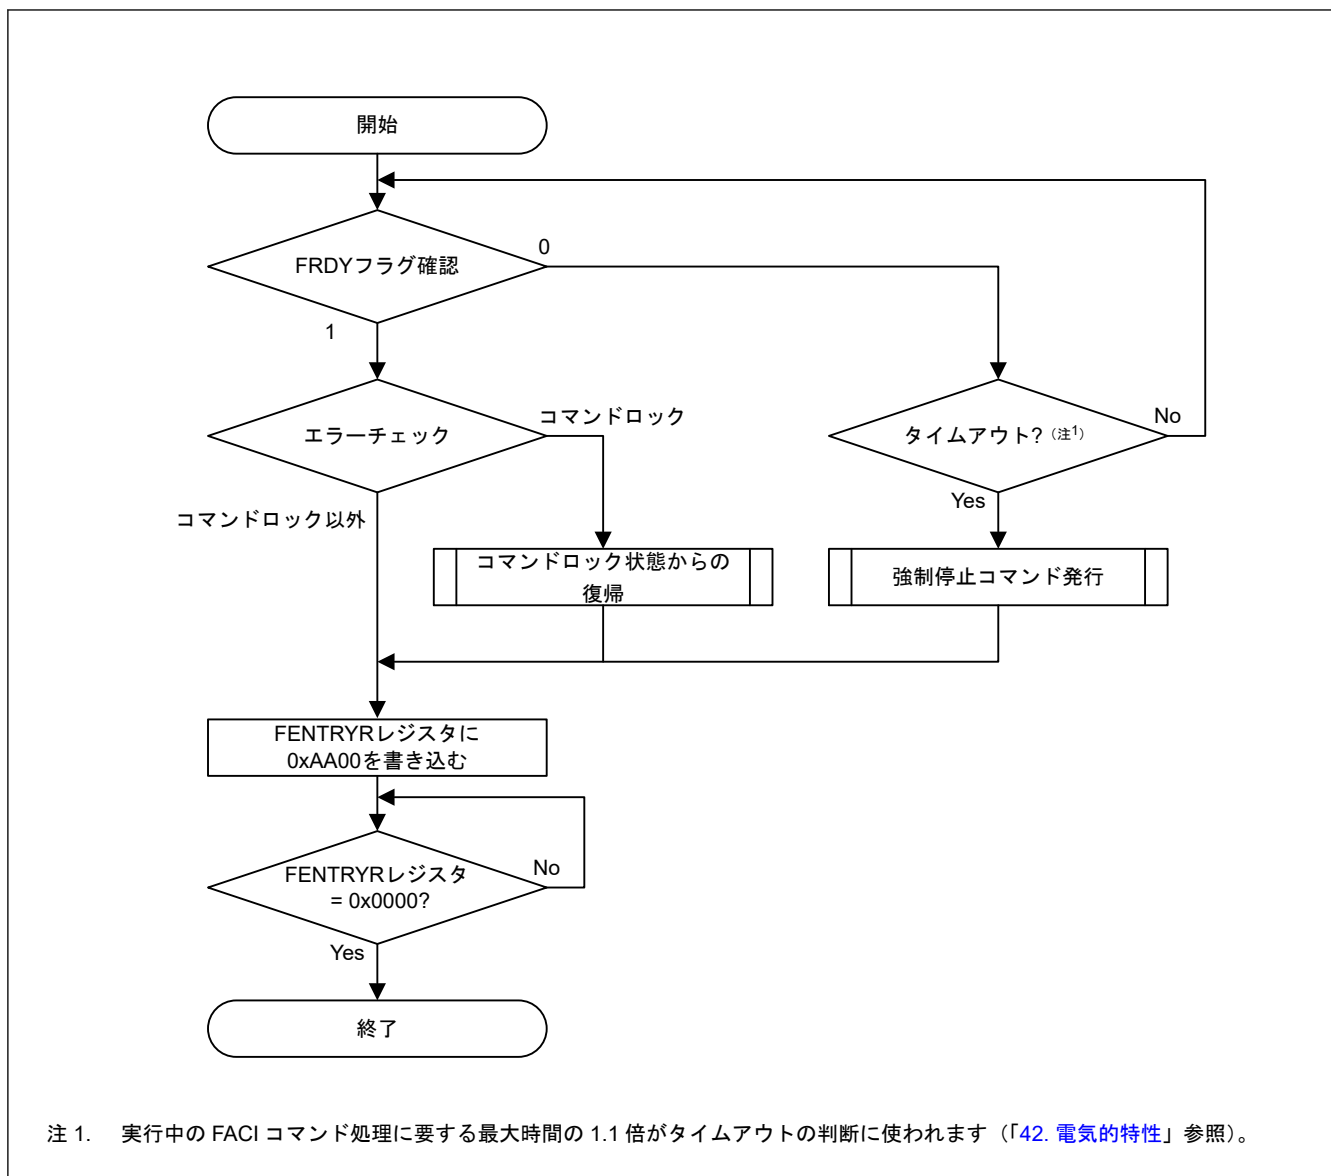 開始
FRDYフラグ確認
0
1
エラーチェック
コマンドロック
タイムアウト? (注1)
No
コマンドロック以外
Yes
コマンドロック状態からの
復帰
強制停止コマンド発行
FENTRYRレジスタに
0xAA00を書き込む
FENTRYRレジスタ
= 0x0000?
No
Yes
終了
注 1. 実行中の FACI コマンド処理に要する最大時間の 1.1 倍がタイムアウトの判断に使われます（「42. 電気的特性」参照）。